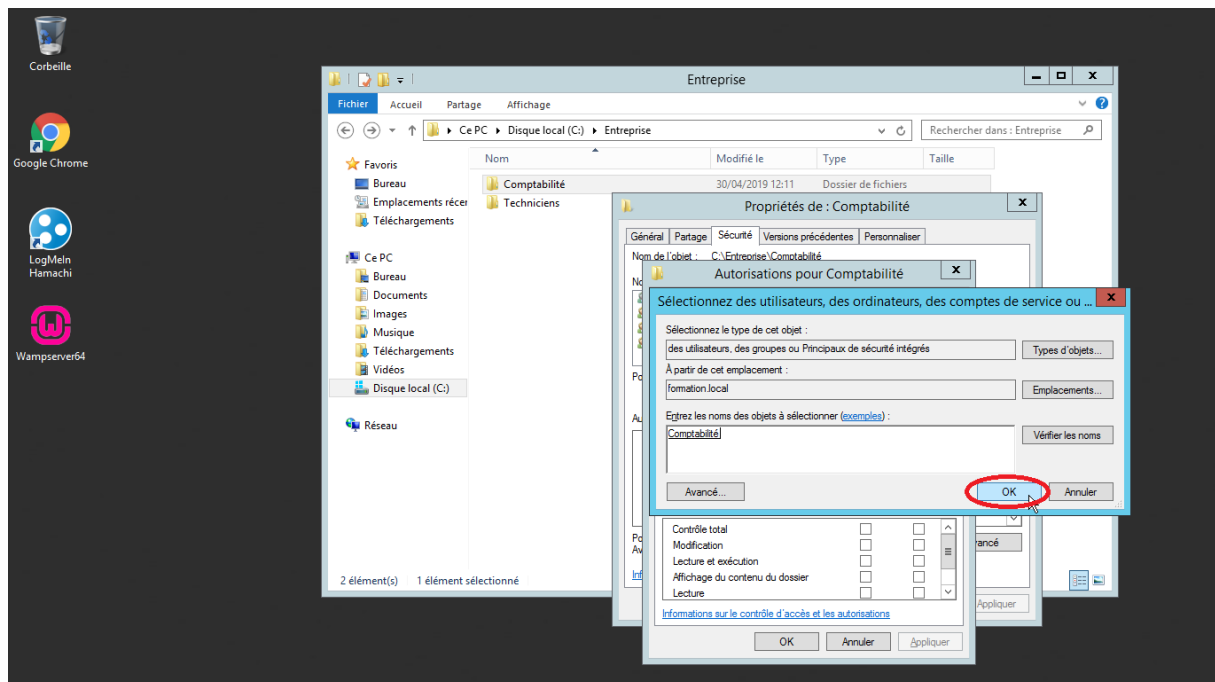 Corbeille
Google Chrome
LogMeIn
Hamachi
Wampserver64
Entreprise
Fichier Accueil Partage Affichage
Ce PC Disque local (C:) Entreprise
Rechercher dans : Entreprise
Nom Modifié le Type Taille
Favoris
Bureau
Emplacements récer
Téléchargements
Ce PC
Bureau
Documents
Images
Musique
Téléchargements
Vidéos
Disque local (C:)
Réseau
Comptabilité 30/04/2019 12:11 Dossier de fichiers
Techniciens
2 élément(s) 1 élément sélectionné
Propriétés de : Comptabilité
Général Partage Sécurité Versions précédentes Personnaliser
Nom de l'objet : C:\Entreprise\Comptabilité
Autorisations pour Comptabilité
Sélectionnez des utilisateurs, des ordinateurs, des comptes de service ou ...
Sélectionnez le type de cet objet :
des utilisateurs, des groupes ou Principaux de sécurité intégrés
Types d'objets...
À partir de cet emplacement :
formation.local
Emplacements...
Entrez les noms des objets à sélectionner (exemples) :
Comptabilité
Vérifier les noms
Avancé...
OK
Annuler
Contrôle total
Modification
Lecture et exécution
Affichage du contenu du dossier
Lecture
Informations sur le contrôle d'accès et les autorisations
OK Annuler Appliquer
Appliquer